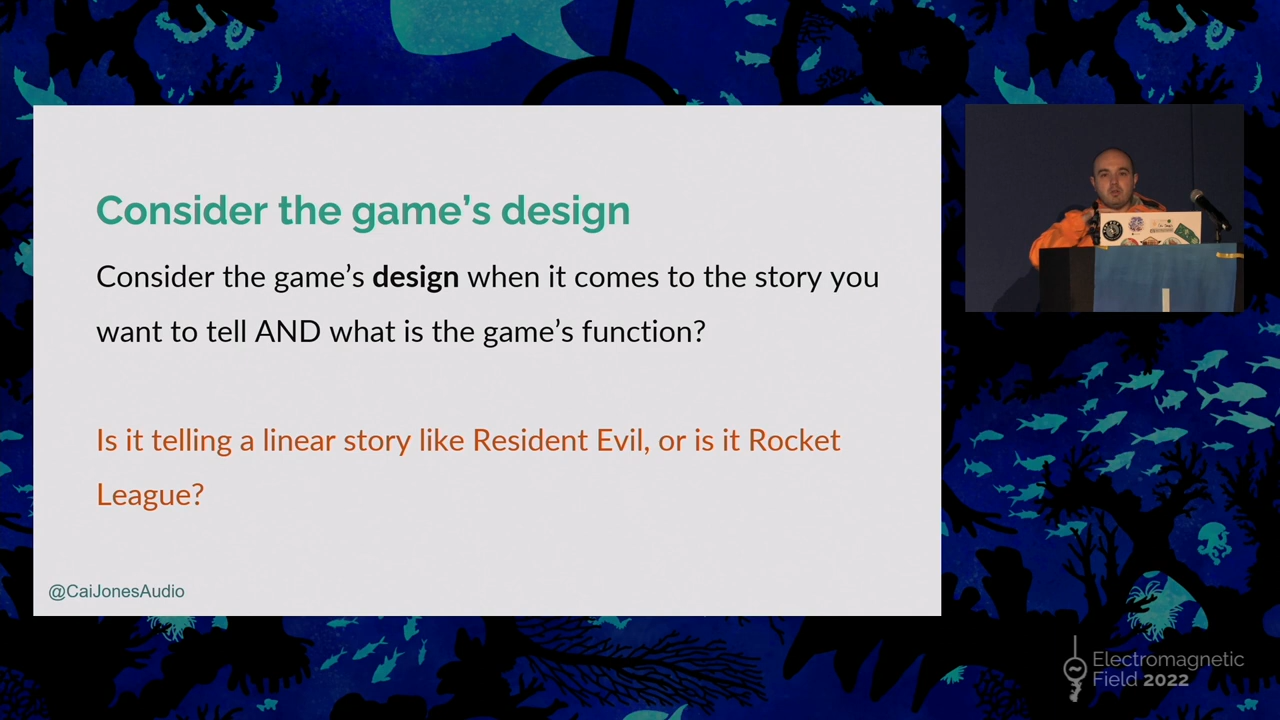 Consider the game’s design
Consider the game’s design when it comes to the story you
want to tell AND what is the game’s function?
Is it telling a linear story like Resident Evil, or is it Rocket
League?
@CaiJonesAudio
Electromagnetic
Field 2022